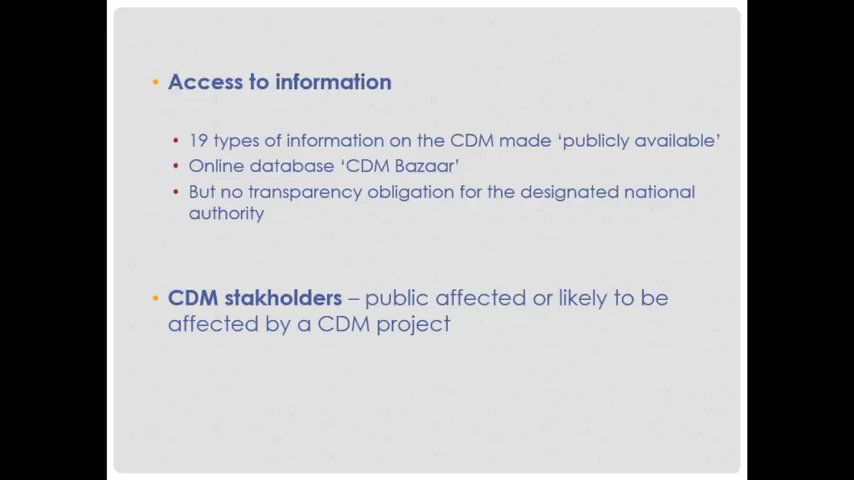 • Access to information
• 19 types of information on the CDM made ‘publicly available’
• Online database ‘CDM Bazaar’
• But no transparency obligation for the designated national
authority
• CDM stakholders – public affected or likely to be
affected by a CDM project